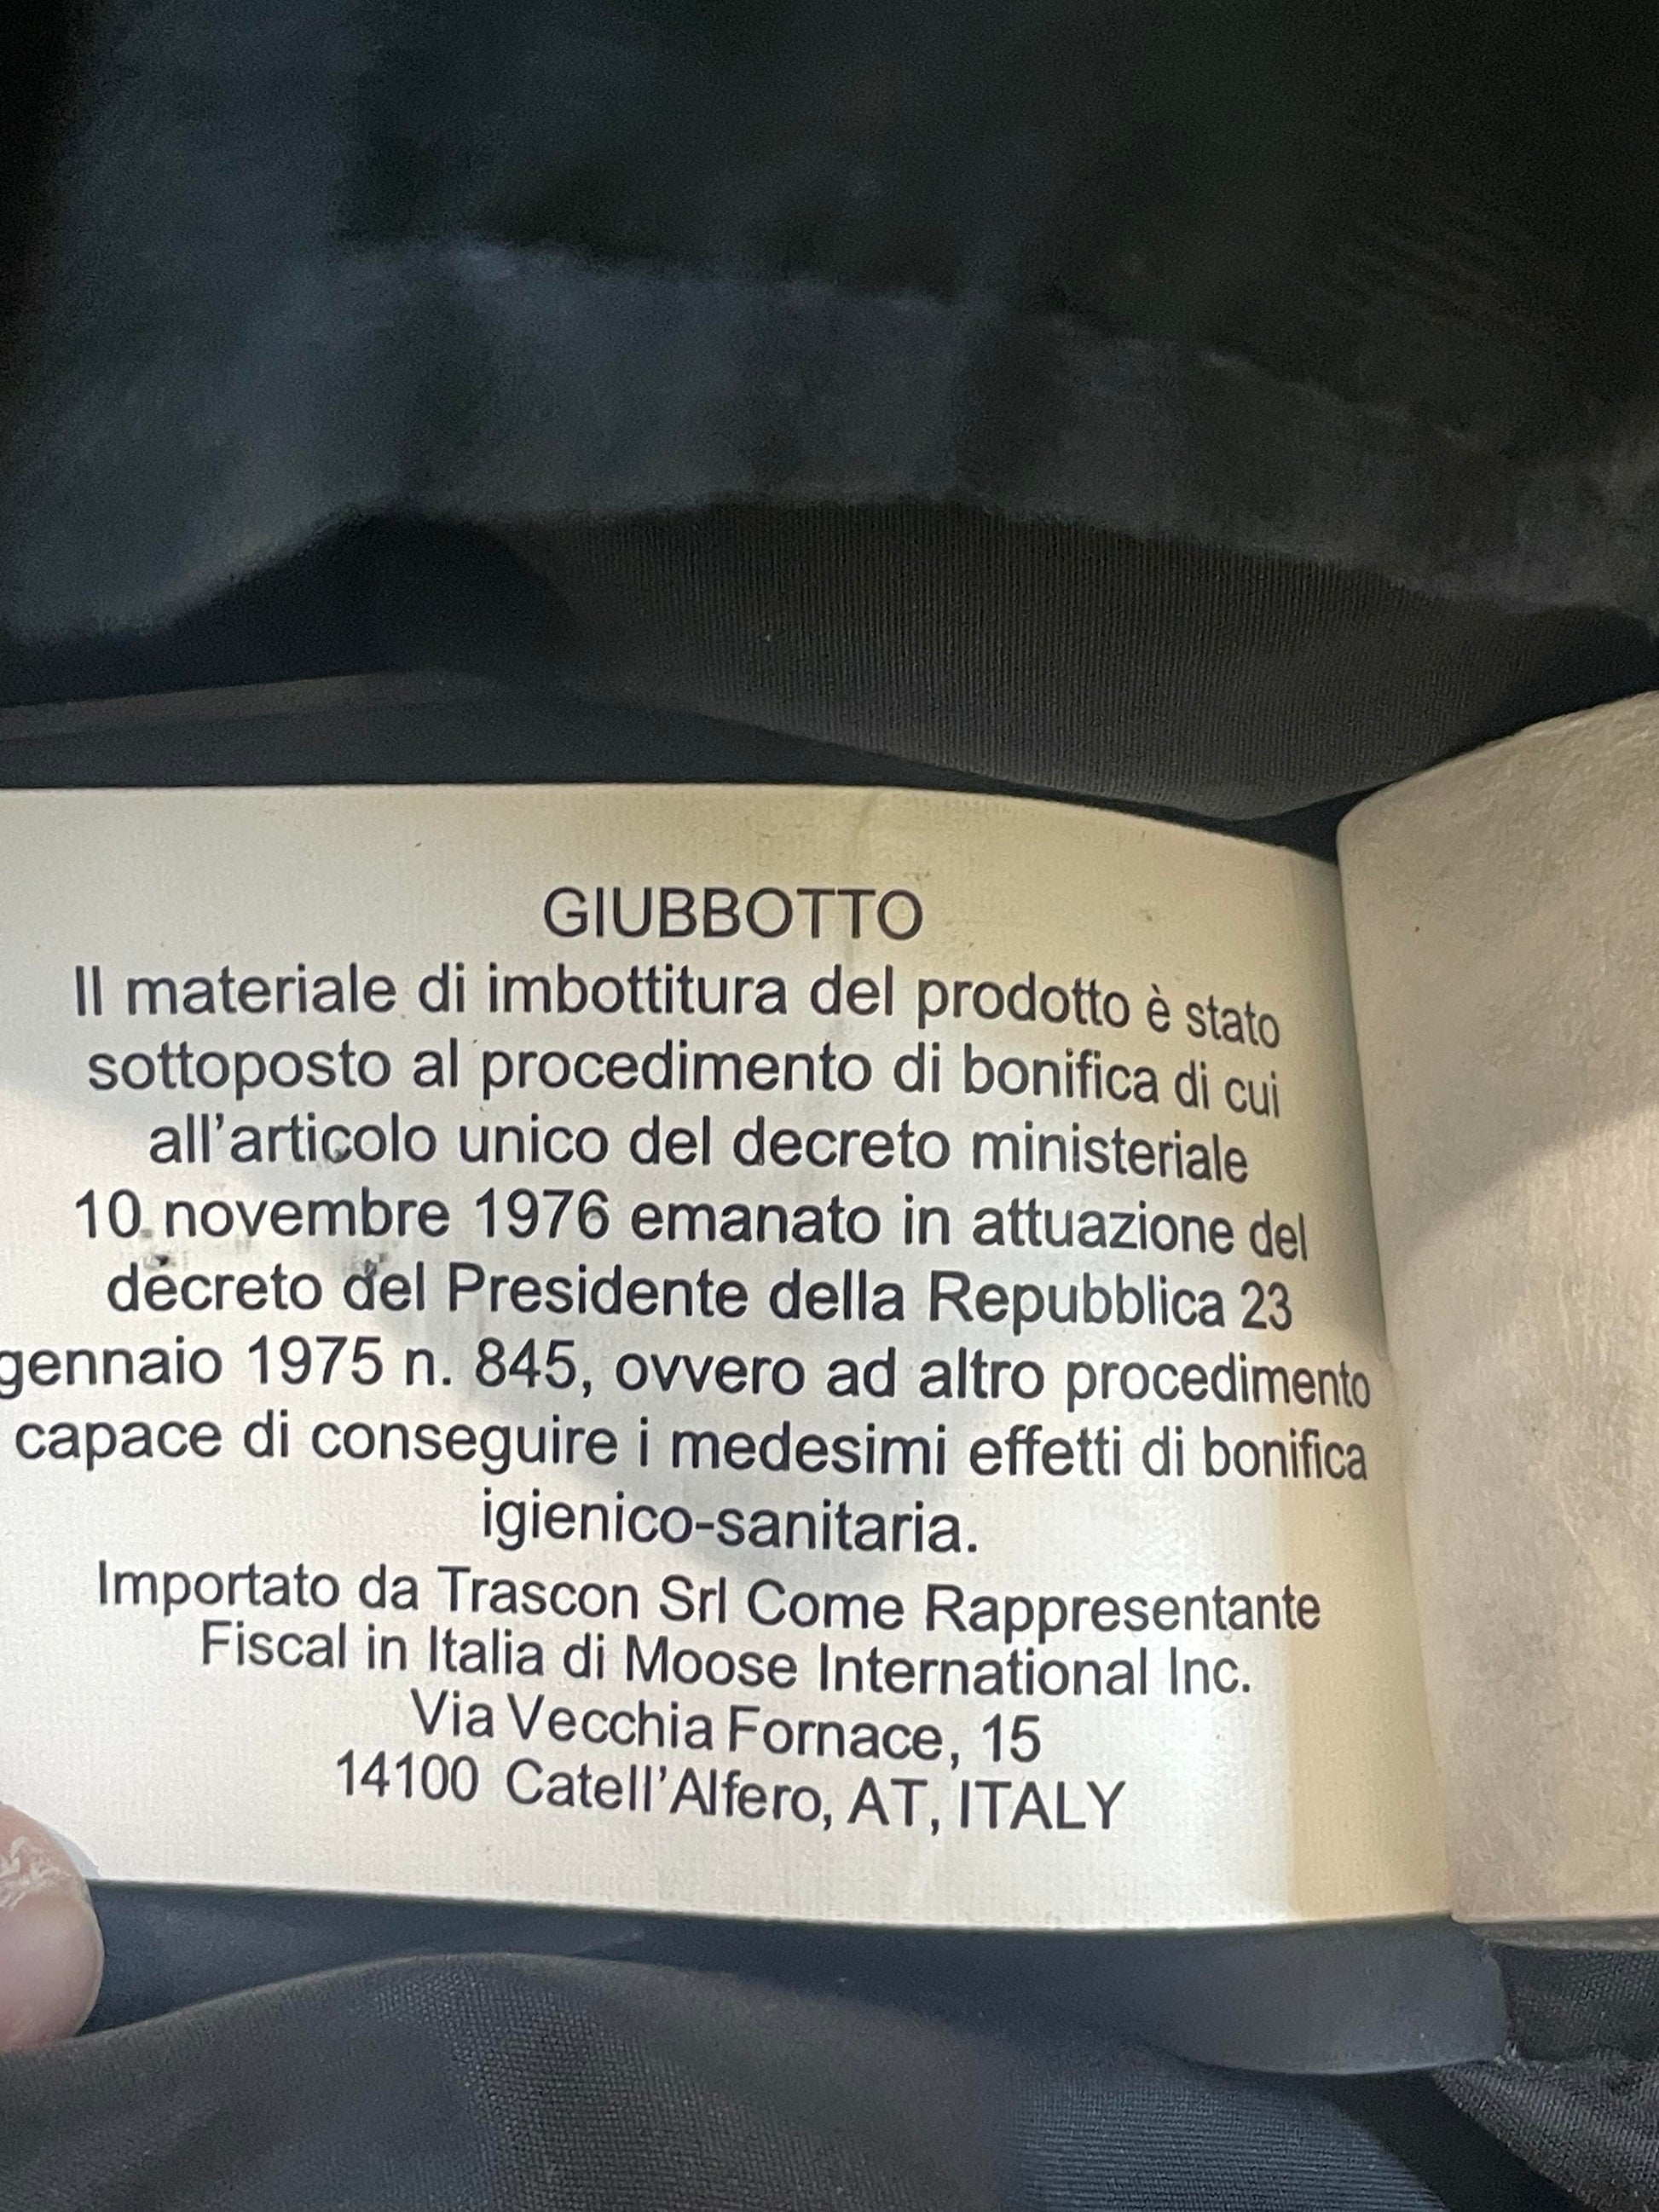 GIUBBOTTO
Il materiale di imbottitura del prodotto è stato
sottoposto al procedimento di bonifica di cui
all'articolo unico del decreto ministeriale
10 novembre 1976 emanato in attuazione del
decreto del Presidente della Repubblica 23
gennaio 1975 n. 845, ovvero ad altro procedimento
capace di conseguire i medesimi effetti di bonifica
igienico-sanitaria.
Importato da Trascon Srl Come Rappresentante
Fiscal in Italia di Moose International Inc.
Via Vecchia Fornace, 15
14100 Catell'Alfero, AT, ITALY